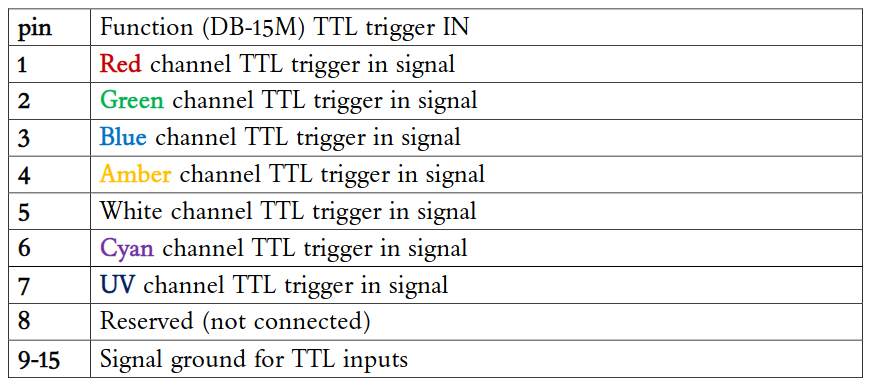 pin Function (DB-15M) TTL trigger IN
1 Red channel TTL trigger in signal
2 Green channel TTL trigger in signal
3 Blue channel TTL trigger in signal
4 Amber channel TTL trigger in signal
5 White channel TTL trigger in signal
6 Cyan channel TTL trigger in signal
7 UV channel TTL trigger in signal
8 Reserved (not connected)
9-15 Signal ground for TTL inputs